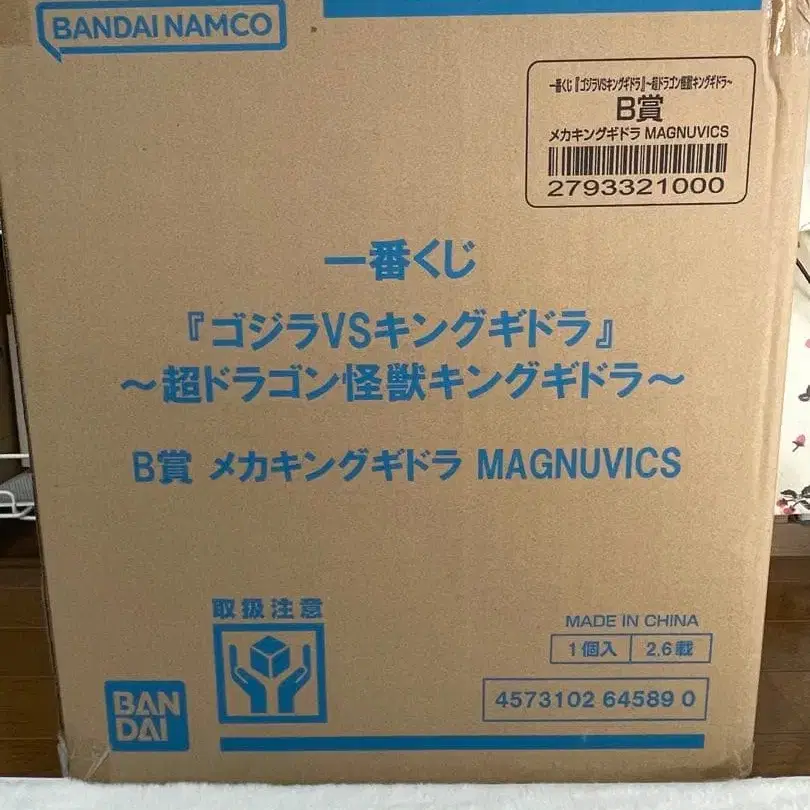 BANDAI NAMCO
一番くじ『ゴジラVSキングギドラ』~超ドラゴン怪獣キングギドラ~
B賞
メカキングギドラ MAGNUVICS
2793321000
一番くじ
『ゴジラVSキングギドラ』
~超ドラゴン怪獣キングギドラ~
B賞 メカキングギドラ MAGNUVICS
取扱注意
MADE IN CHINA
1個入 2.6載
4573102 64589 0
BAN
DAI